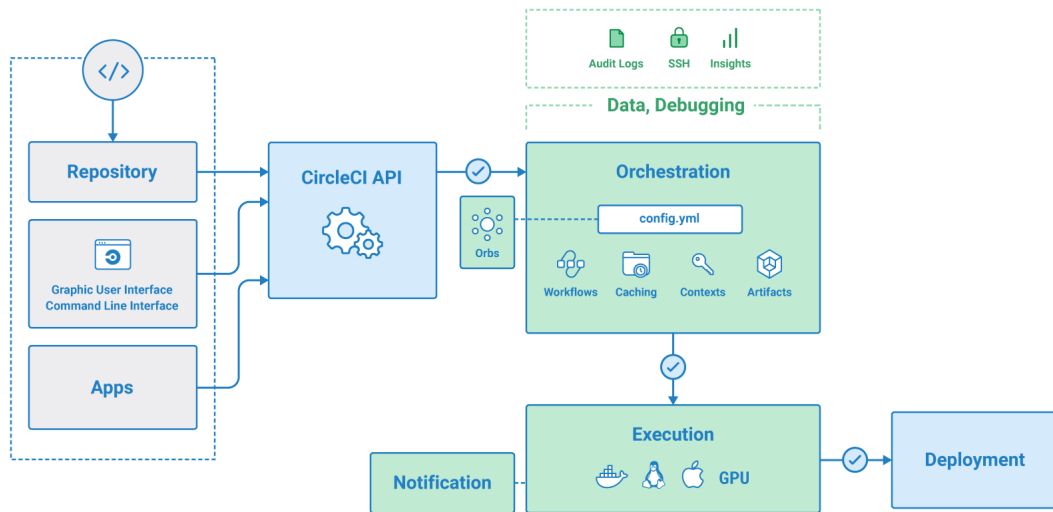 </>
Audit Logs
SSH
Insights
Data, Debugging
Repository
CircleCI API
Orchestration
config.yml
Orbs
Graphic User Interface
Command Line Interface
Workflows
Caching
Contexts
Artifacts
Apps
Execution
GPU
Notification
Deployment